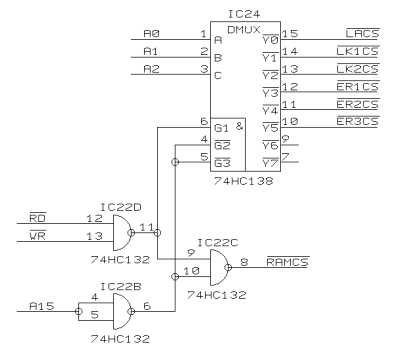 IC24
DMUX
A0 1 A Y0 15 LACS
A1 2 B Y1 14 LK1CS
A2 3 C Y2 13 LK2CS
Y3 12 ER1CS
Y4 11 ER2CS
6 G1 & Y5 10 ER3CS
4 G2 Y6 9
5 G3 Y7 7
74HC138
IC22D
RD 12 11
WR 13
74HC132
IC22C
9 8 RAMCS
10
74HC132
IC22B
A15 4 6
5
74HC132